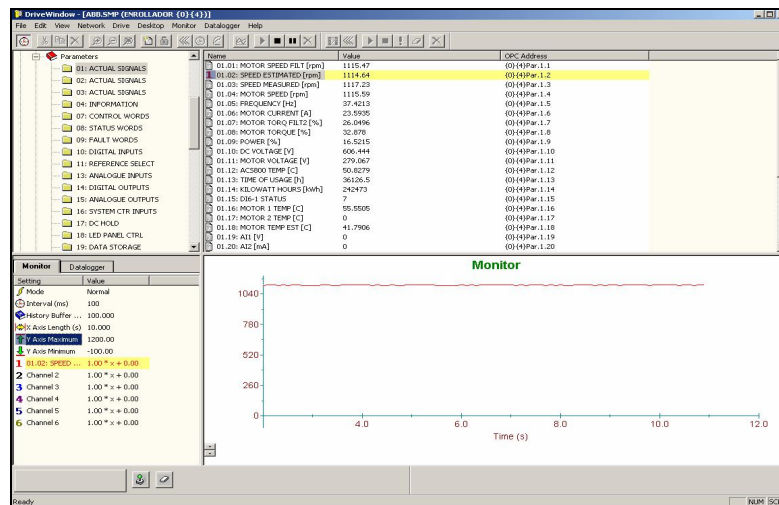 DriveWindow - [ABB.SMP (ENROLLADOR {0}{4})]
File Edit View Network Drive Desktop Monitor Datalogger Help
Parameters
01: ACTUAL SIGNALS
02: ACTUAL SIGNALS
03: ACTUAL SIGNALS
04: INFORMATION
07: CONTROL WORDS
08: STATUS WORDS
09: FAULT WORDS
10: DIGITAL INPUTS
11: REFERENCE SELECT
13: ANALOGUE INPUTS
14: DIGITAL OUTPUTS
15: ANALOGUE OUTPUTS
16: SYSTEM CTR INPUTS
17: DC HOLD
18: LED PANEL CTRL
19: DATA STORAGE
Name Value OPC Address
01.01: MOTOR SPEED FILT [rpm] 1115.47 {0}{4}Par.1.1
1 01.02: SPEED ESTIMATED [rpm] 1114.64 {0}{4}Par.1.2
01.03: SPEED MEASURED [rpm] 1117.23 {0}{4}Par.1.3
01.04: MOTOR SPEED [rpm] 1115.59 {0}{4}Par.1.4
01.05: FREQUENCY [Hz] 37.4213 {0}{4}Par.1.5
01.06: MOTOR CURRENT [A] 23.5935 {0}{4}Par.1.6
01.07: MOTOR TORQ FILT2 [%] 26.0496 {0}{4}Par.1.7
01.08: MOTOR TORQUE [%] 32.878 {0}{4}Par.1.8
01.09: POWER [%] 16.5215 {0}{4}Par.1.9
01.10: DC VOLTAGE [V] 606.444 {0}{4}Par.1.10
01.11: MOTOR VOLTAGE [V] 279.067 {0}{4}Par.1.11
01.12: ACS800 TEMP [C] 50.8279 {0}{4}Par.1.12
01.13: TIME OF USAGE [h] 36126.5 {0}{4}Par.1.13
01.14: KILOWATT HOURS [kWh] 242473 {0}{4}Par.1.14
01.15: DI6-1 STATUS 7 {0}{4}Par.1.15
01.16: MOTOR 1 TEMP [C] 55.5505 {0}{4}Par.1.16
01.17: MOTOR 2 TEMP [C] 0 {0}{4}Par.1.17
01.18: MOTOR TEMP EST [C] 41.7906 {0}{4}Par.1.18
01.19: AI1 [V] 0 {0}{4}Par.1.19
01.20: AI2 [mA] 0 {0}{4}Par.1.20
Monitor Datalogger
Setting Value
Mode Normal
Interval (ms) 100
History Buffer ... 100.000
X Axis Length (s) 10.000
Y Axis Maximum 1200.00
Y Axis Minimum -100.00
1 01.02: SPEED ... 1.00 * x + 0.00
2 Channel 2 1.00 * x + 0.00
3 Channel 3 1.00 * x + 0.00
4 Channel 4 1.00 * x + 0.00
5 Channel 5 1.00 * x + 0.00
6 Channel 6 1.00 * x + 0.00
Monitor
1040
780
520
260
0
4.0 6.0 8.0 10.0 12.0
Time (s)
Ready
NUM SC